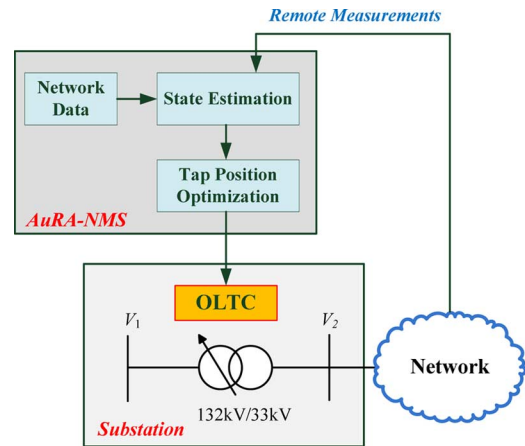 Remote Measurements
Network
Data
State Estimation
Tap Position
Optimization
AuRA-NMS
OLTC
V1
V2
132kV/33kV
Substation
Network